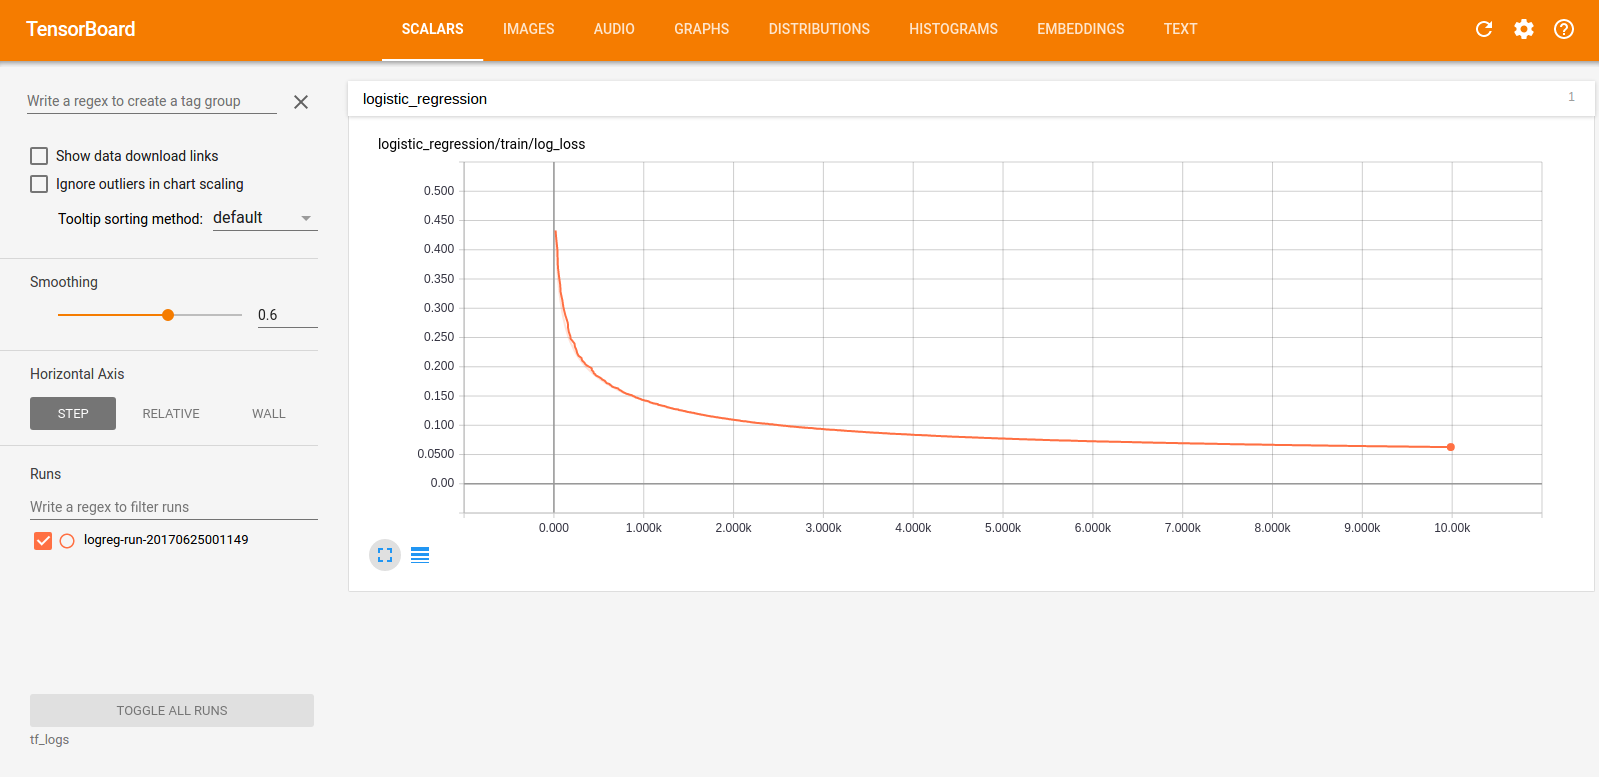 TensorBoard
SCALARS IMAGES AUDIO GRAPHS DISTRIBUTIONS HISTOGRAMS EMBEDDINGS TEXT
Write a regex to create a tag group
Show data download links
Ignore outliers in chart scaling
Tooltip sorting method: default
Smoothing
0.6
Horizontal Axis
STEP RELATIVE WALL
Runs
Write a regex to filter runs
logreg-run-20170625001149
TOGGLE ALL RUNS
tf_logs
logistic_regression 1
logistic_regression/train/log_loss
0.500
0.450
0.400
0.350
0.300
0.250
0.200
0.150
0.100
0.0500
0.00
0.000 1.000k 2.000k 3.000k 4.000k 5.000k 6.000k 7.000k 8.000k 9.000k 10.00k